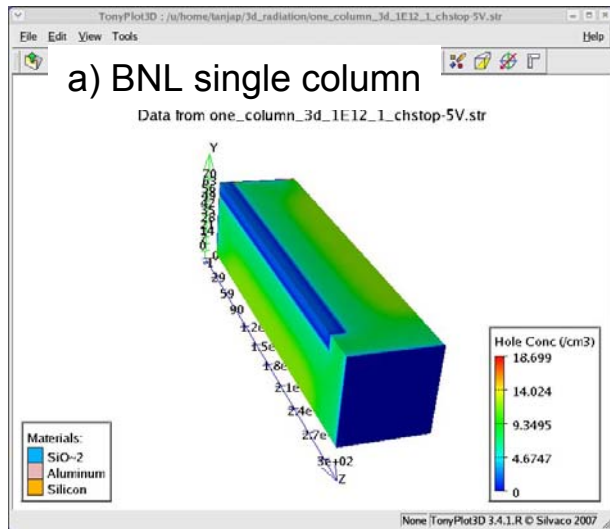 TonyPlot3D : /u/home/tanjap/3d_radiation/one_column_3d_1E12_1_chstop-5V.str
File Edit View Tools Help
a) BNL single column
Data from one_column_3d_1E12_1_chstop-5V.str
Y
70
63
14
0
29
59
90
1.2e
1.5e
1.8e
2.1e
2.4e
2.7e
3e+02
Z
Hole Conc (/cm3)
18.699
14.024
9.3495
4.6747
0
Materials:
SiO~2
Aluminum
Silicon
None TonyPlot3D 3.4.1.R © Silvaco 2007